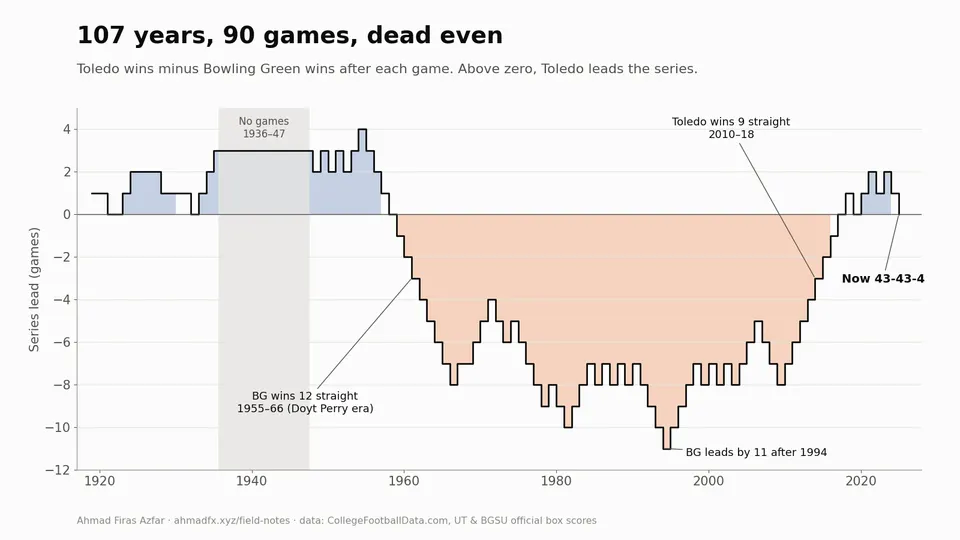 107 years, 90 games, dead even
Toledo wins minus Bowling Green wins after each game. Above zero, Toledo leads the series.
No games
1936–47
Toledo wins 9 straight
2010–18
4
2
0
−2
−4
−6
−8
−10
−12
Series lead (games)
Now 43-43-4
BG wins 12 straight
1955–66 (Doyt Perry era)
BG leads by 11 after 1994
1920
1940
1960
1980
2000
2020
Ahmad Firas Azfar · ahmadfx.xyz/field-notes · data: CollegeFootballData.com, UT & BGSU official box scores